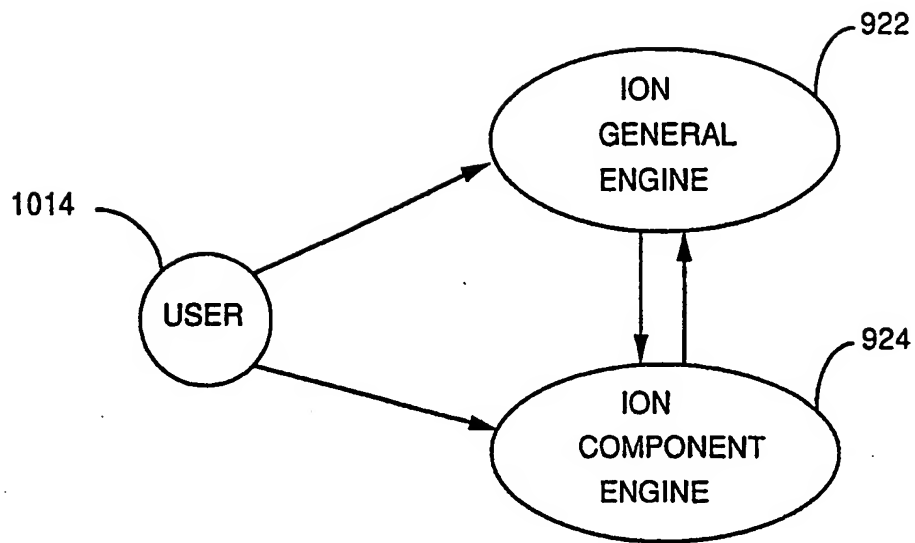 922
ION
GENERAL
ENGINE
1014
USER
924
ION
COMPONENT
ENGINE